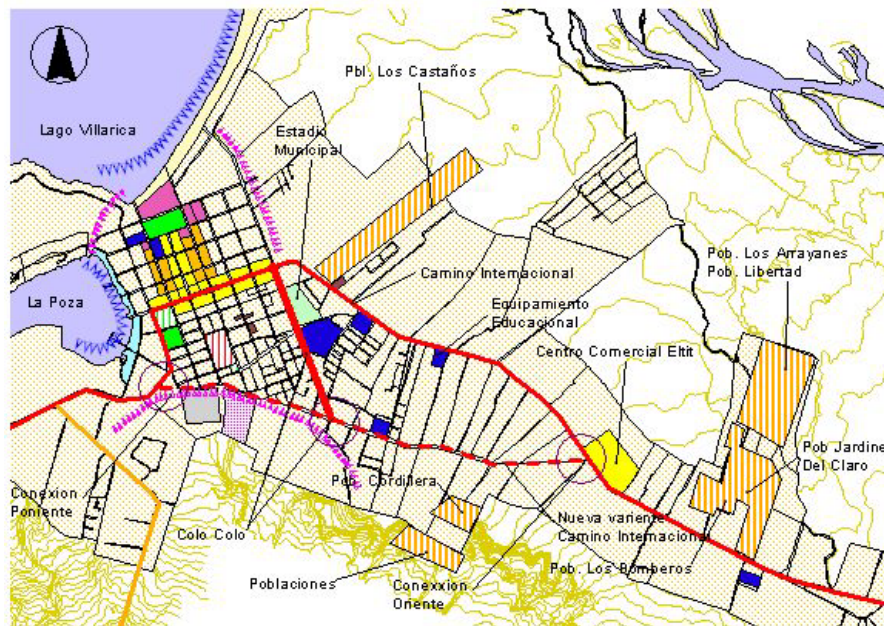 Pbl. Los Castaños
Lago Villarica
Estadio
Municipal
Pob. Los Arrayanes
Pob. Libertad
Camino Internacional
La Poza
Equipamiento
Educacional
Centro Comercial Eltit
Pob Jardine
Del Claro
Conexion
Poniente
Pob. Cordillera
Nueva variente
Camino Internacional
Colo Colo
Pob. Los Bomberos
Poblaciones
Conexxion
Oriente